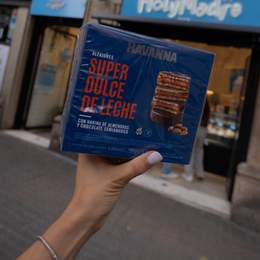 HolyMadre
HAVANNA
ALFAJORES
SUPER
DULCE
DE LECHE
CON HARINA DE ALMENDRAS
Y CHOCOLATE SEMIAMARGO